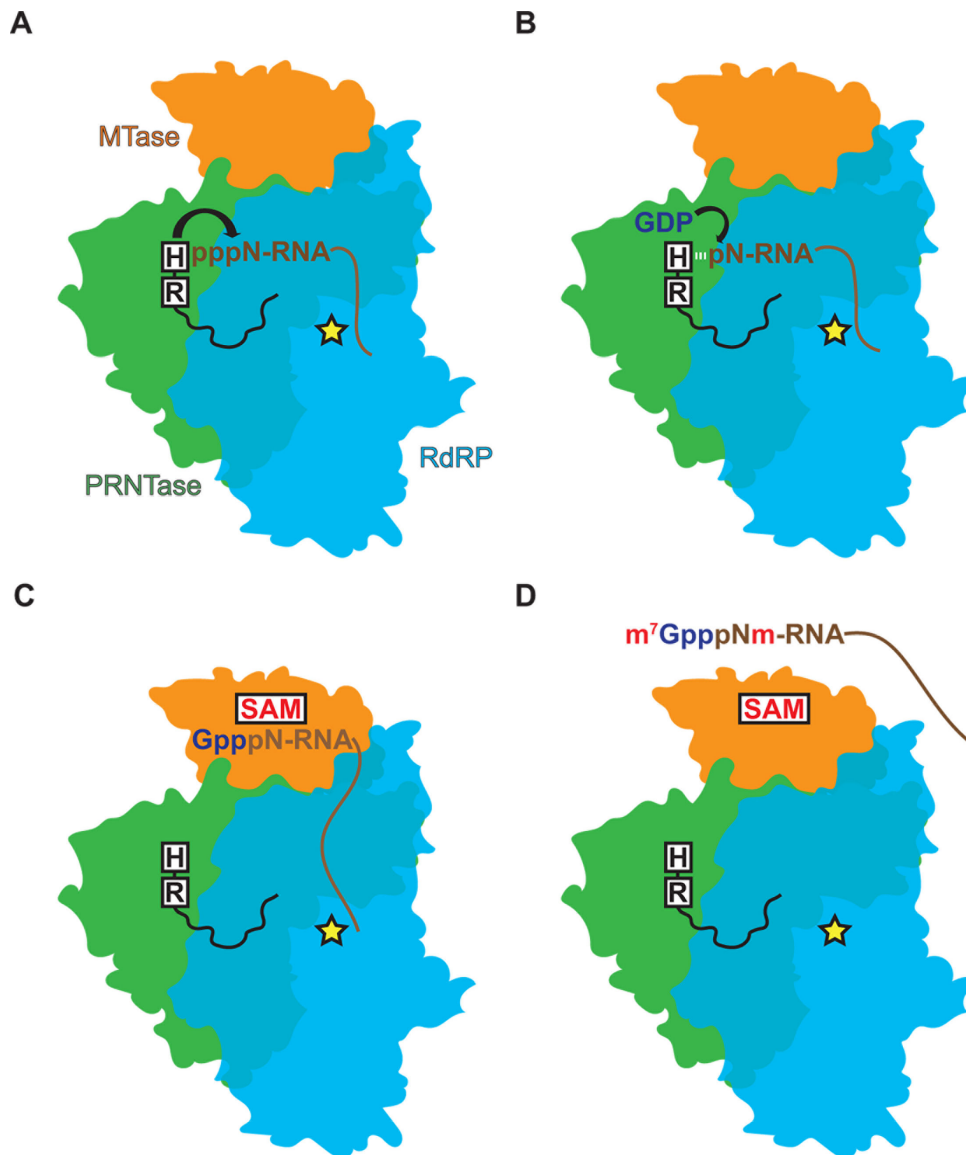 A
MTase
H
pppN-RNA
R
PRNTase
RdRP
B
GDP
H
pN-RNA
R
C
SAM
GpppN-RNA
H
R
D
m⁷GpppNm-RNA
SAM
H
R